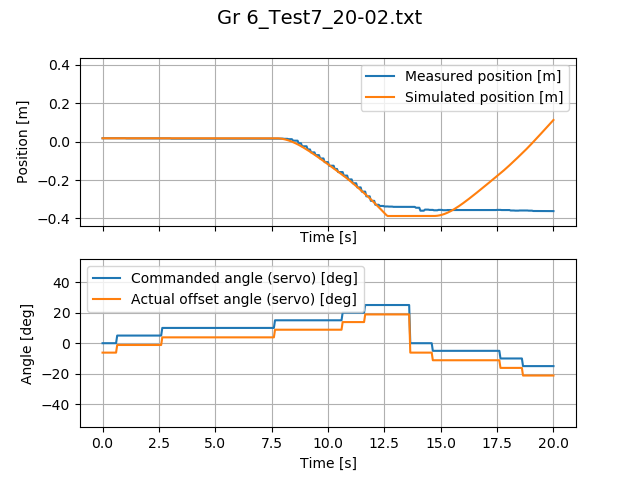 Gr 6_Test7_20-02.txt
Position [m]
0.4
0.2
0.0
−0.2
−0.4
Measured position [m]
Simulated position [m]
Time [s]
Angle [deg]
40
20
0
−20
−40
Commanded angle (servo) [deg]
Actual offset angle (servo) [deg]
0.0 2.5 5.0 7.5 10.0 12.5 15.0 17.5 20.0
Time [s]